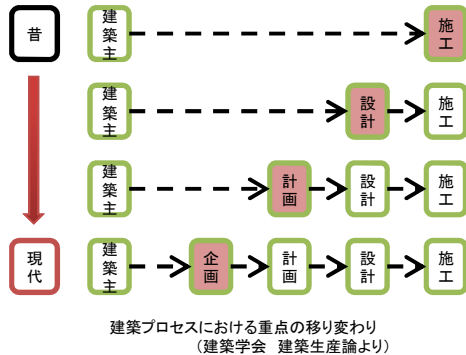 昔
建築主
施工
建築主
設計
施工
建築主
計画
設計
施工
現代
建築主
企画
計画
設計
施工
建築プロセスにおける重点の移り変わり
(建築学会 建築生産論より)